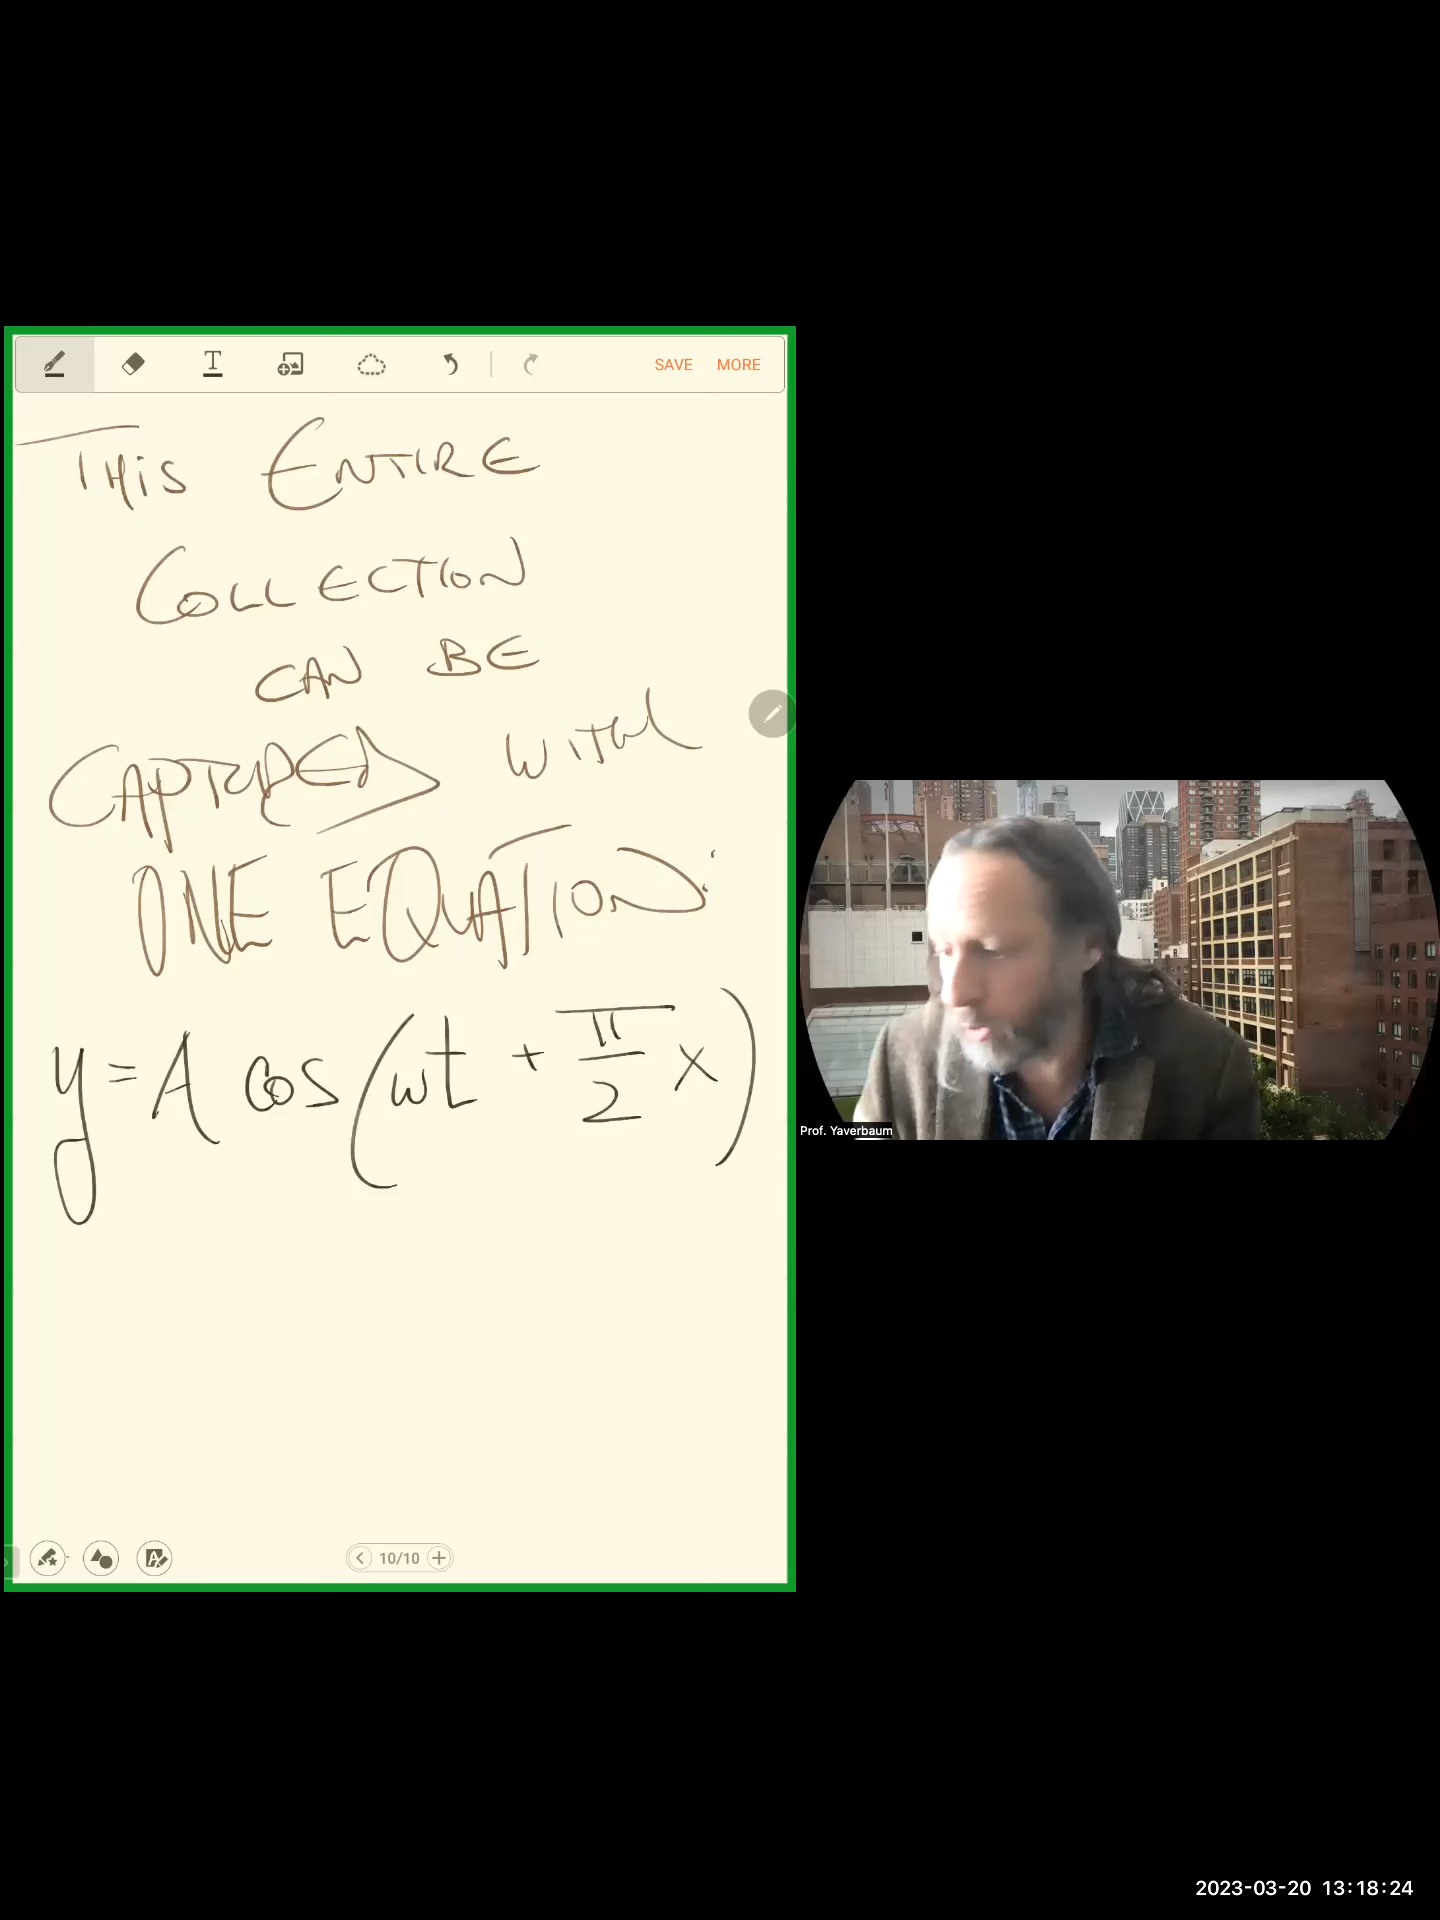 SAVE MORE
THIS ENTIRE
COLLECTION
CAN BE
CAPTURED WITH
ONE EQUATION:
y = A cos(ωt + π/2 x)
Prof. Yaverbaum
10/10
2023-03-20 13:18:24